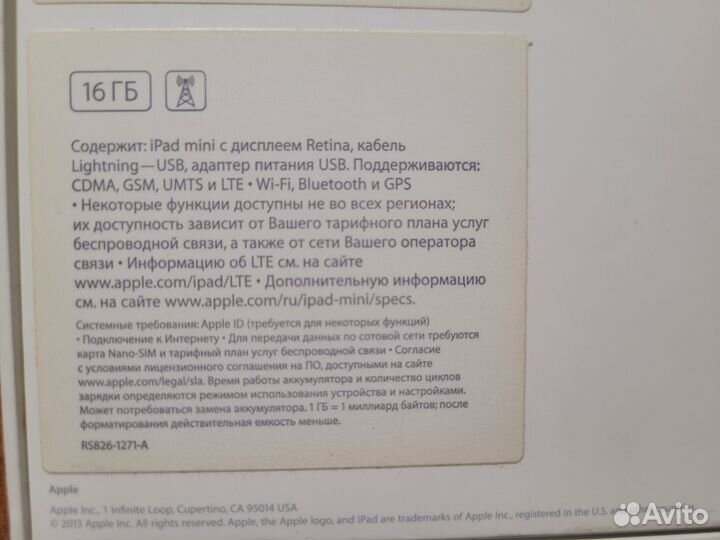 16 ГБ
Содержит: iPad mini с дисплеем Retina, кабель
Lightning—USB, адаптер питания USB. Поддерживаются:
CDMA, GSM, UMTS и LTE • Wi-Fi, Bluetooth и GPS
• Некоторые функции доступны не во всех регионах;
их доступность зависит от Вашего тарифного плана услуг
беспроводной связи, а также от сети Вашего оператора
связи • Информацию об LTE см. на сайте
www.apple.com/ipad/LTE • Дополнительную информацию
см. на сайте www.apple.com/ru/ipad-mini/specs.
Системные требования: Apple ID (требуется для некоторых функций)
• Подключение к Интернету • Для передачи данных по сотовой сети требуются
карта Nano-SIM и тарифный план услуг беспроводной связи • Согласие
с условиями лицензионного соглашения на ПО, доступными на сайте
www.apple.com/legal/sla. Время работы аккумулятора и количество циклов
зарядки определяются режимом использования устройства и настройками.
Может потребоваться замена аккумулятора. 1 ГБ = 1 миллиард байтов; после
форматирования действительная емкость меньше.
RS826-1271-A
Apple
Apple Inc., 1 Infinite Loop, Cupertino, CA 95014 USA
© 2013 Apple Inc. All rights reserved. Apple, the Apple logo, and iPad are trademarks of Apple Inc., registered in the U.S. and
Avito